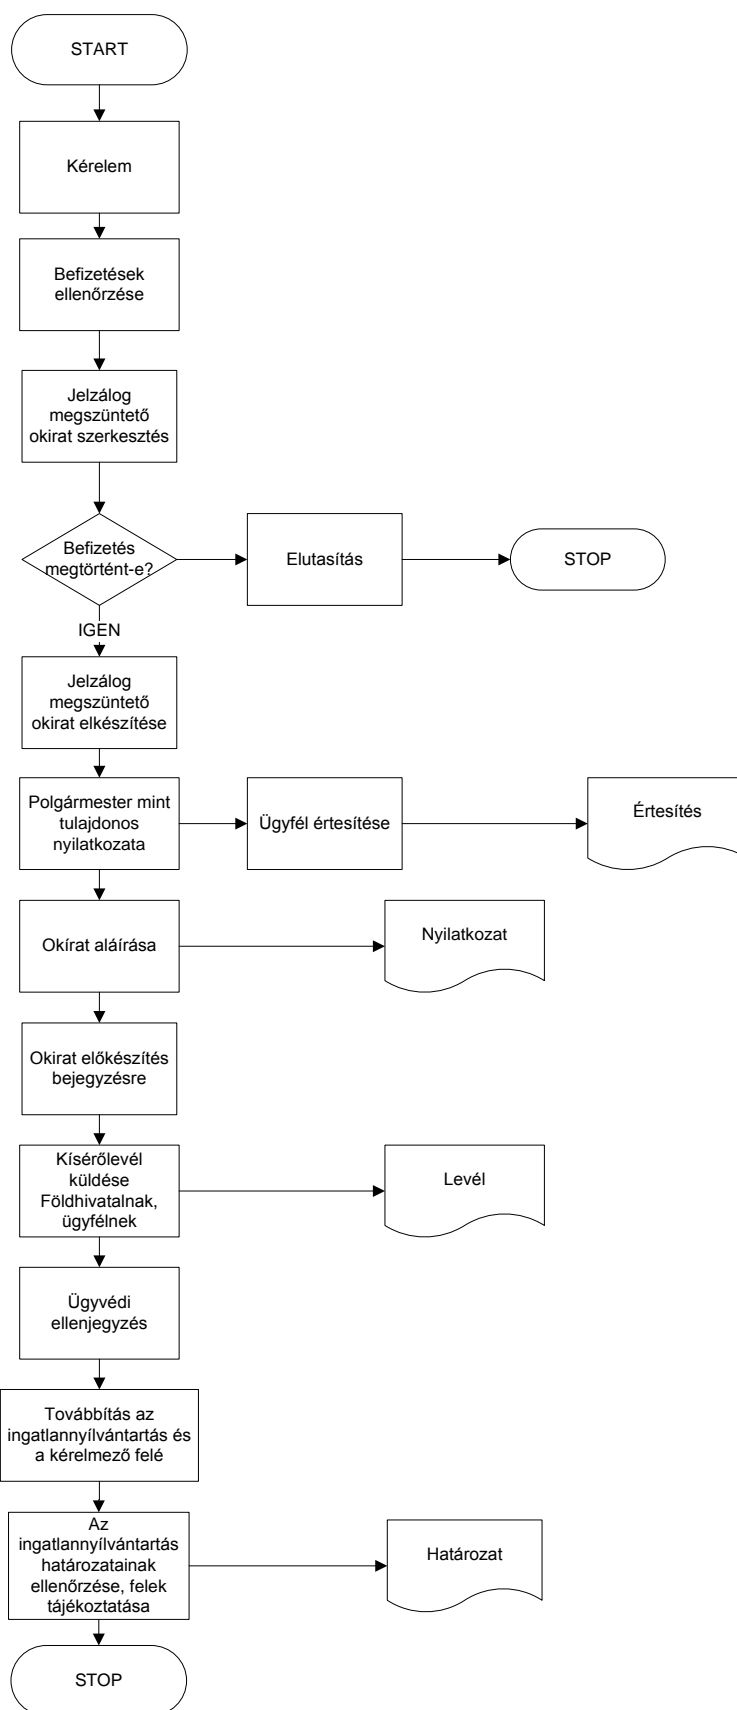 START
Kérelem
Befizetések
ellenőrzése
Jelzálog
megszüntető
okirat szerkesztés
Befizetés
megtörtént-e?
Elutasítás
STOP
IGEN
Jelzálog
megszüntető
okirat elkészítése
Polgármester mint
tulajdonos
nyilatkozata
Ügyfél értesítése
Értesítés
Okírat aláírása
Nyilatkozat
Okirat előkészítés
bejegyzésre
Kísérőlevél
küldése
Földhivatalnak,
ügyfélnek
Levél
Ügyvédi
ellenjegyzés
Továbbítás az
ingatlannyílvántartás és
a kérelmező felé
Az
ingatlannyílvántartás
határozatainak
ellenőrzése, felek
tájékoztatása
Határozat
STOP